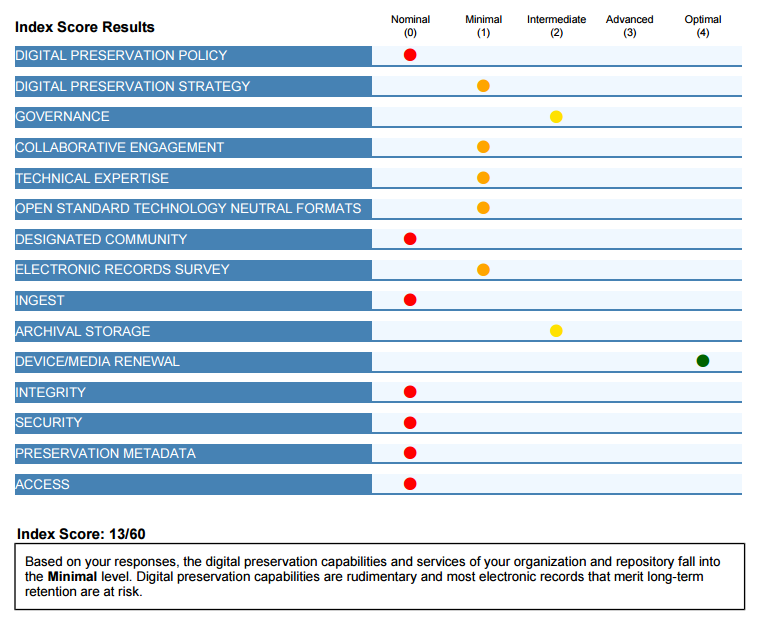 Index Score Results
Nominal (0)
Minimal (1)
Intermediate (2)
Advanced (3)
Optimal (4)
DIGITAL PRESERVATION POLICY
DIGITAL PRESERVATION STRATEGY
GOVERNANCE
COLLABORATIVE ENGAGEMENT
TECHNICAL EXPERTISE
OPEN STANDARD TECHNOLOGY NEUTRAL FORMATS
DESIGNATED COMMUNITY
ELECTRONIC RECORDS SURVEY
INGEST
ARCHIVAL STORAGE
DEVICE/MEDIA RENEWAL
INTEGRITY
SECURITY
PRESERVATION METADATA
ACCESS
Index Score: 13/60
Based on your responses, the digital preservation capabilities and services of your organization and repository fall into
the Minimal level. Digital preservation capabilities are rudimentary and most electronic records that merit long-term
retention are at risk.